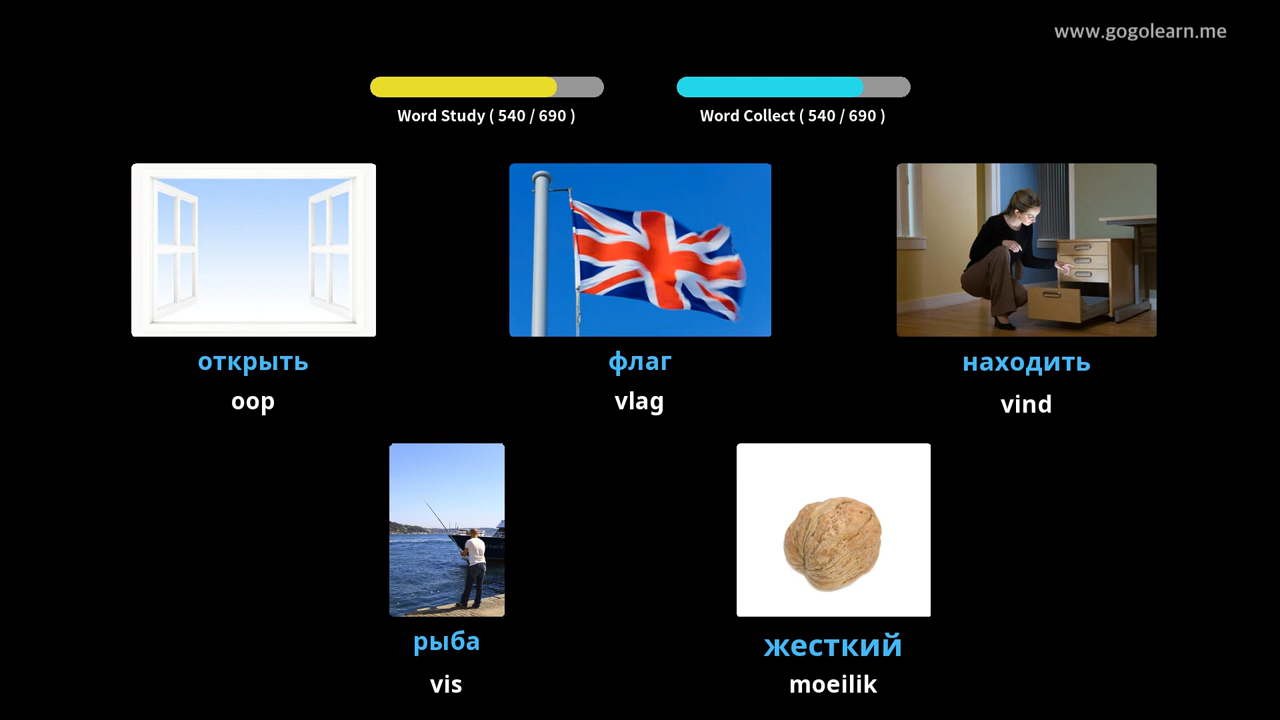 www.gogolearn.me
Word Study ( 540 / 690 )
Word Collect ( 540 / 690 )
открыть
oop
флаг
vlag
находить
vind
рыба
vis
жесткий
moeilik